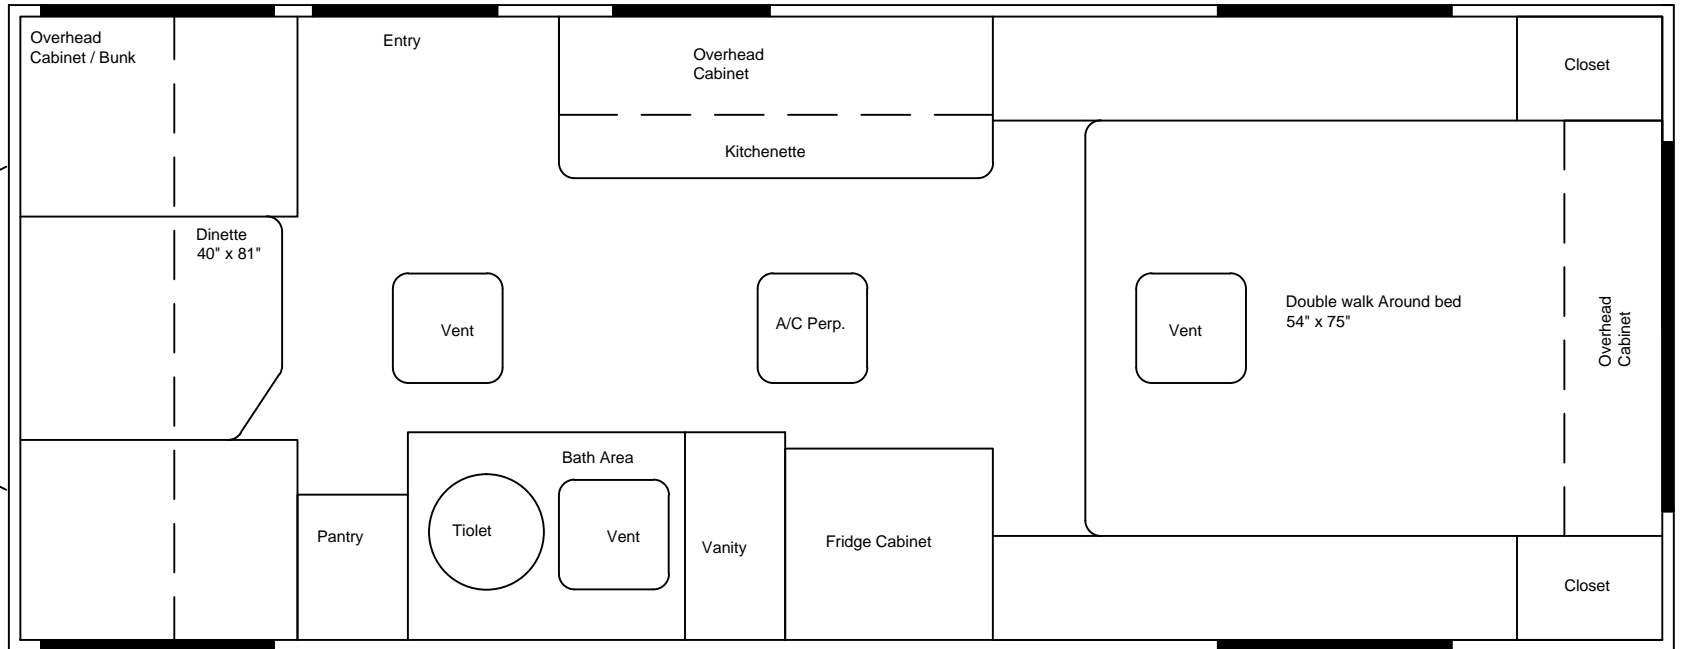 Overhead
Cabinet / Bunk
Entry
Overhead
Cabinet
Closet
Kitchenette
Dinette
40" x 81"
Vent
A/C Perp.
Vent
Double walk Around bed
54" x 75"
Overhead
Cabinet
Bath Area
Pantry
Tiolet
Vent
Vanity
Fridge Cabinet
Closet